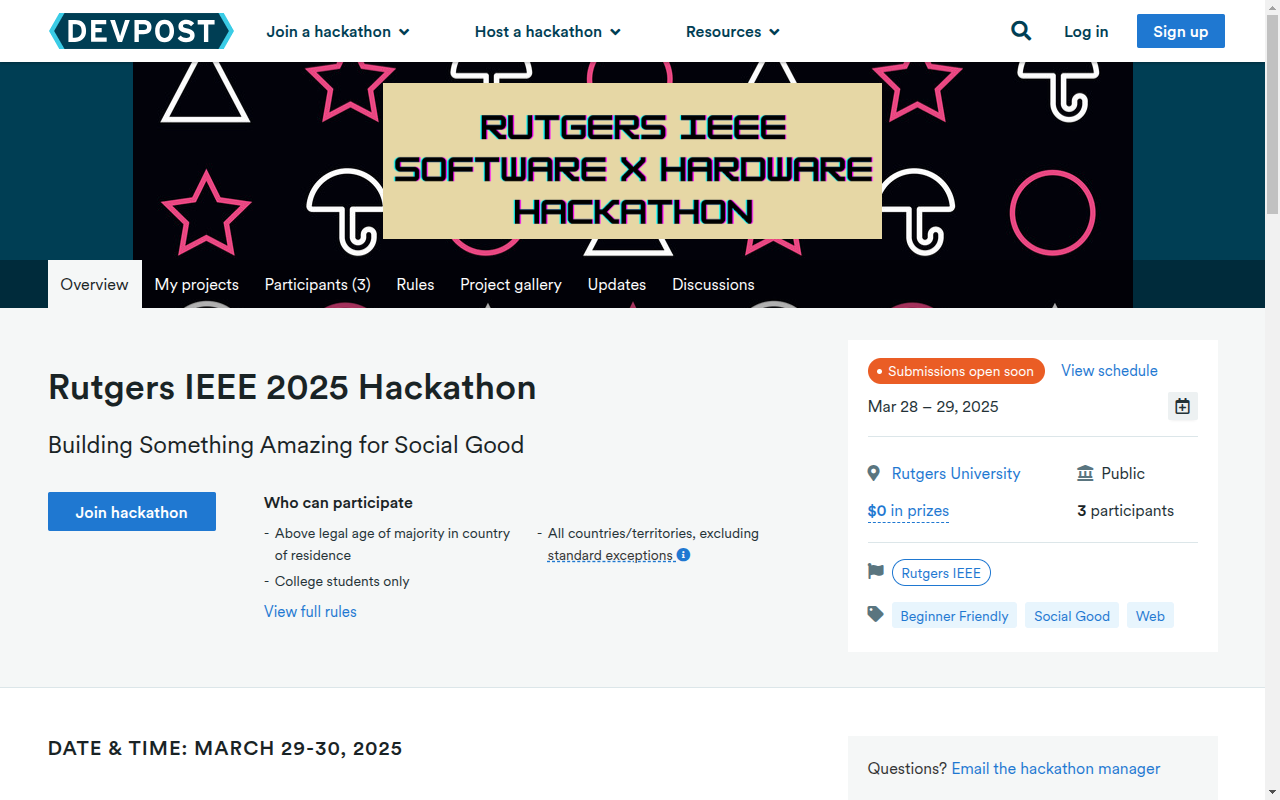 DEVPOST
Join a hackathon
Host a hackathon
Resources
Log in
Sign up
RUTGERS IEEE
SOFTWARE X HARDWARE
HACKATHON
Overview
My projects
Participants (3)
Rules
Project gallery
Updates
Discussions
Rutgers IEEE 2025 Hackathon
Building Something Amazing for Social Good
Join hackathon
Who can participate
- Above legal age of majority in country
of residence
- College students only
- All countries/territories, excluding
standard exceptions
View full rules
Submissions open soon
View schedule
Mar 28 – 29, 2025
Rutgers University
Public
$0 in prizes
3 participants
Rutgers IEEE
Beginner Friendly
Social Good
Web
DATE & TIME: MARCH 29-30, 2025
Questions? Email the hackathon manager